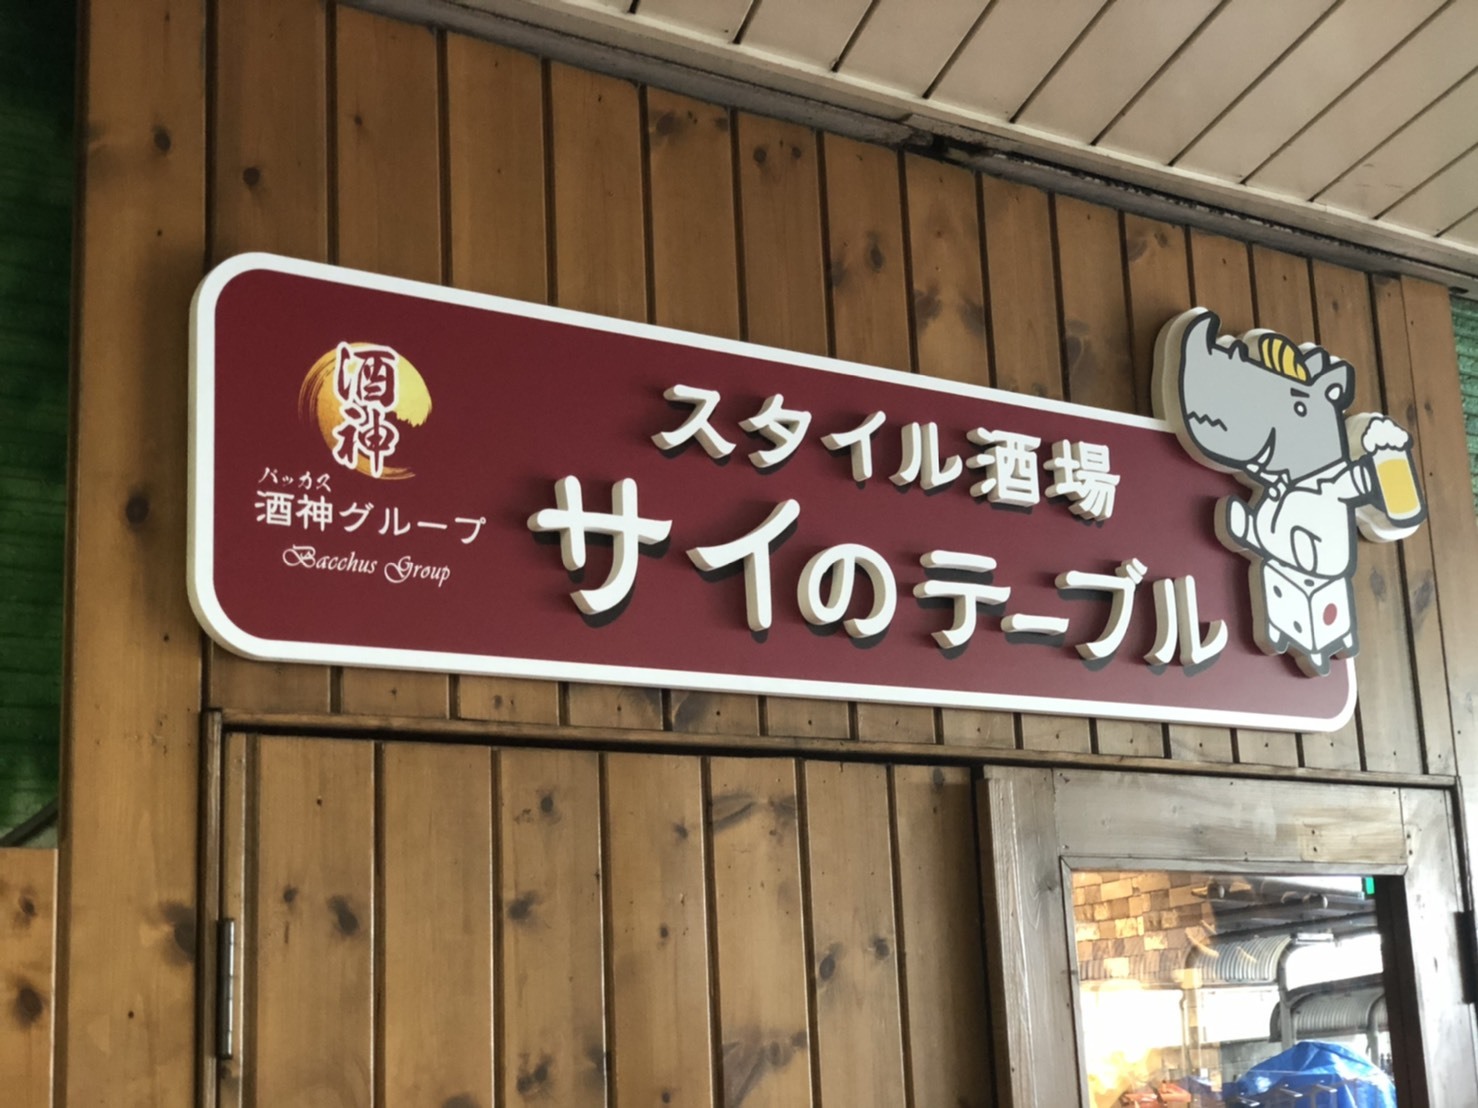 酒神
バッカス
酒神グループ
Bacchus Group
スタイル酒場
サイのテーブル